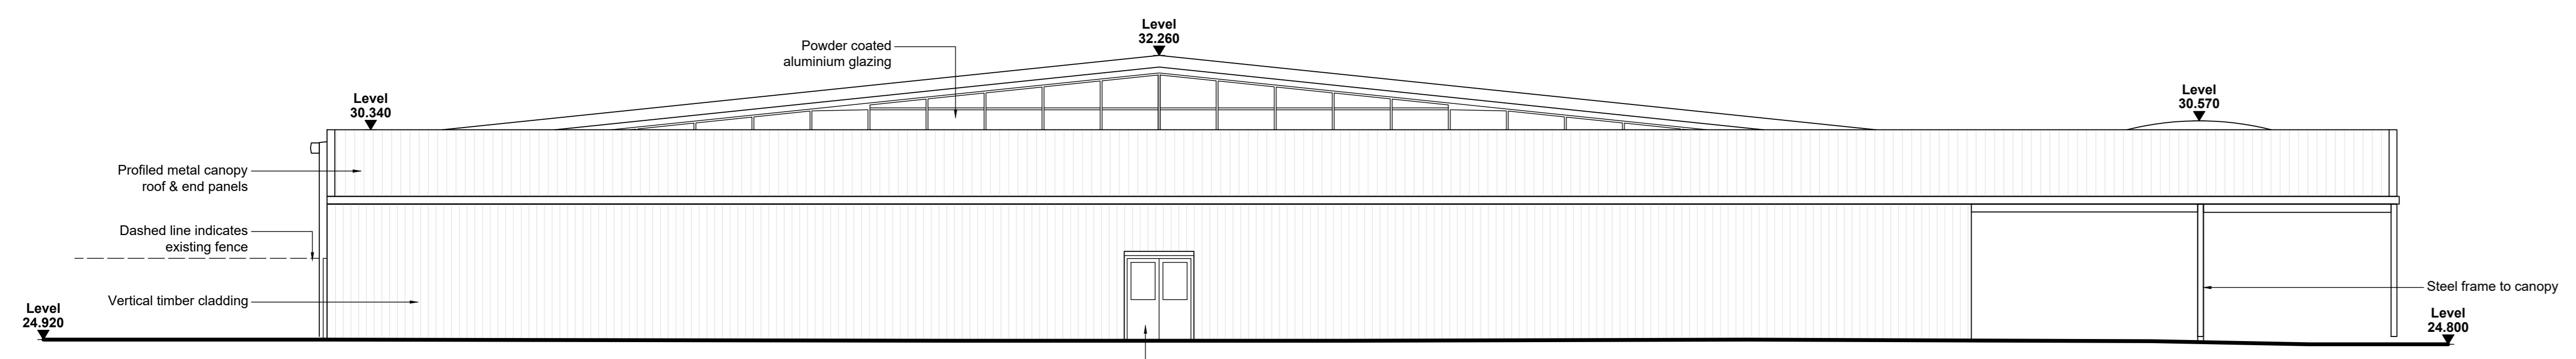 Level
32.260
Powder coated
aluminium glazing
Level
30.340
Level
30.570
Profiled metal canopy
roof & end panels
Dashed line indicates
existing fence
Vertical timber cladding
Steel frame to canopy
Level
24.920
Level
24.800